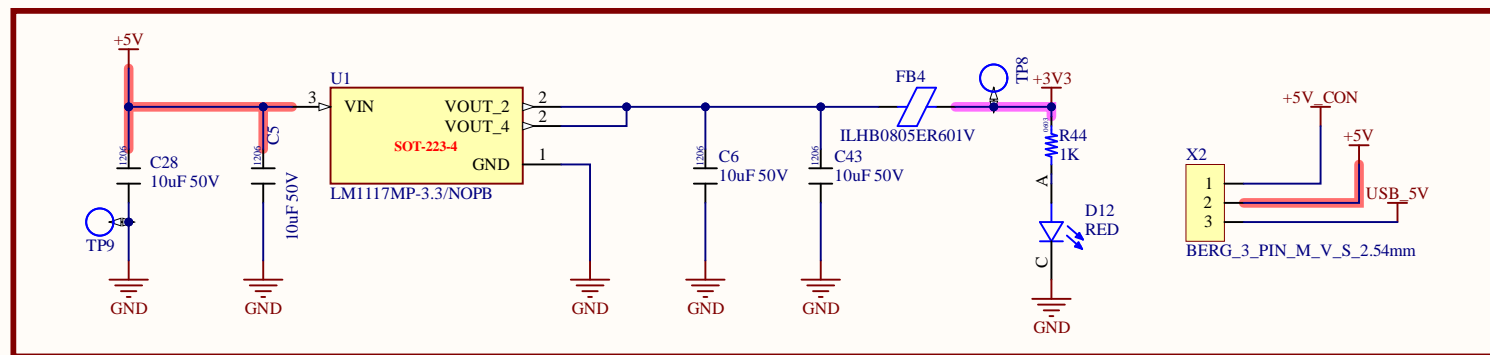 +5V
U1
3
VIN
VOUT_2
2
VOUT_4
2
SOT-223-4
GND
1
LM1117MP-3.3/NOPB
1206
C28
10uF 50V
TP9
GND
1206
C5
10uF 50V
GND
GND
1206
C6
10uF 50V
GND
1206
C43
10uF 50V
GND
FB4
ILHB0805ER601V
TP8
+3V3
0603
R44
1K
A
D12
RED
C
GND
+5V_CON
+5V
X2
USB_5V
1
2
3
BERG_3_PIN_M_V_S_2.54mm